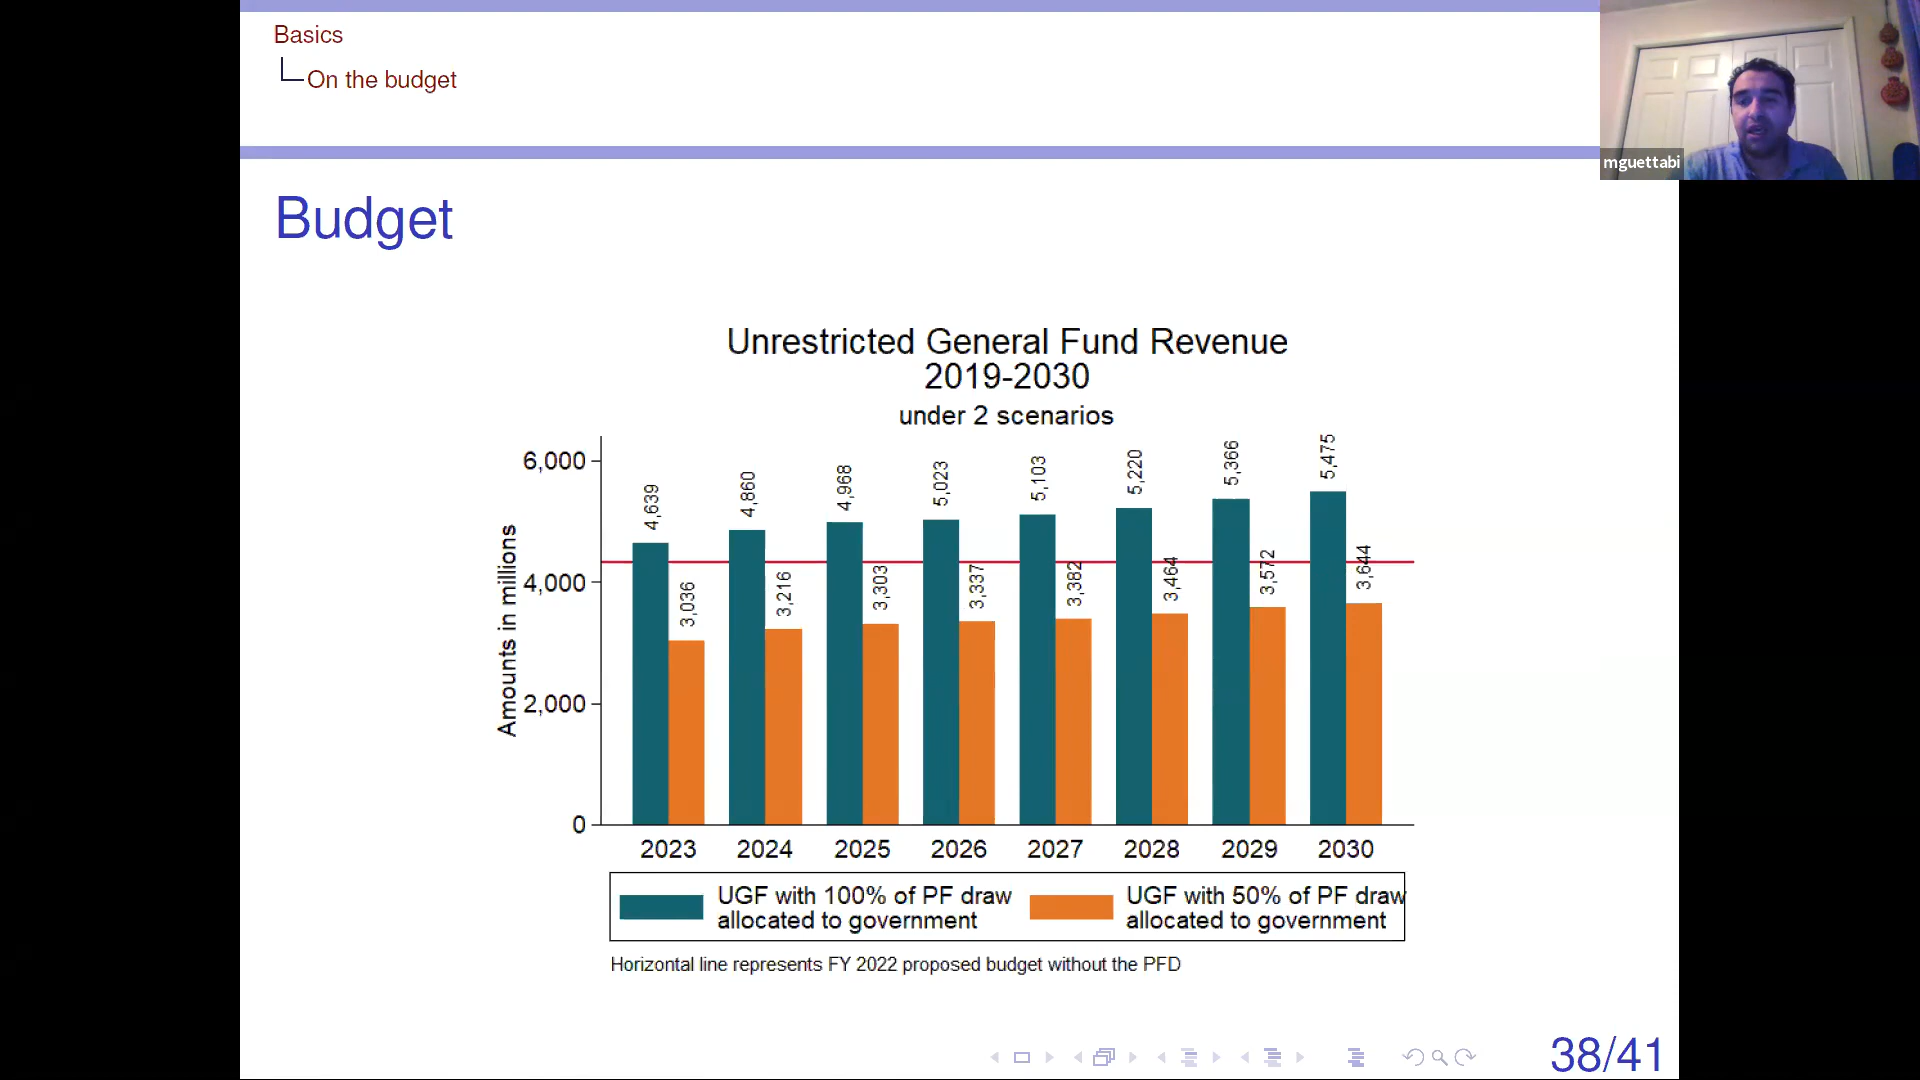 Basics
On the budget
mguettabi
Budget
Unrestricted General Fund Revenue
2019-2030
under 2 scenarios
Amounts in millions
6,000
4,000
2,000
0
4,639
3,036
4,860
3,216
4,968
3,303
5,023
3,337
5,103
3,382
5,220
3,464
5,366
3,572
5,475
3,644
2023 2024 2025 2026 2027 2028 2029 2030
UGF with 100% of PF draw
allocated to government
UGF with 50% of PF draw
allocated to government
Horizontal line represents FY 2022 proposed budget without the PFD
38/41